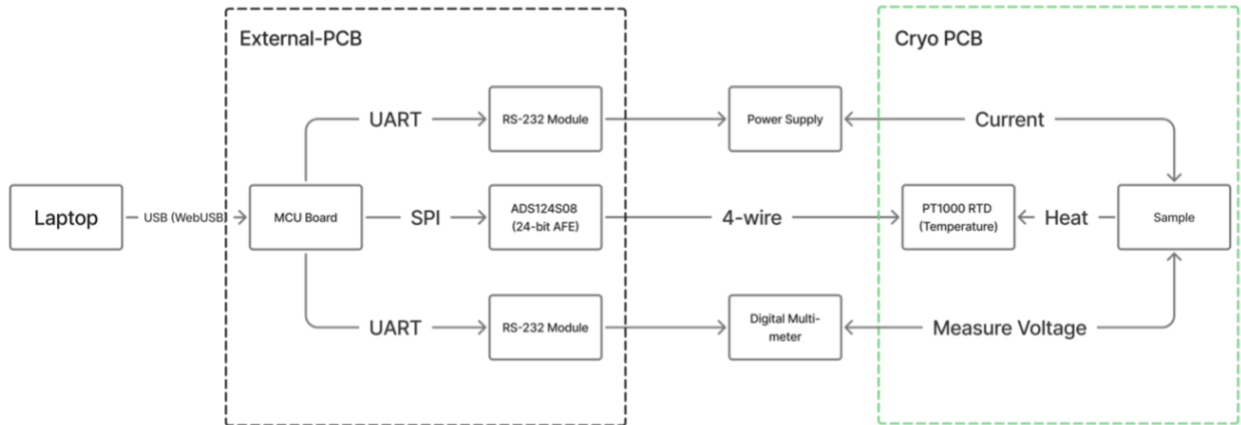 External-PCB
Cryo PCB
UART
RS-232 Module
Power Supply
Current
Laptop
USB (WebUSB)
MCU Board
SPI
ADS124S08
(24-bit AFE)
4-wire
PT1000 RTD
(Temperature)
Heat
Sample
UART
RS-232 Module
Digital Multi-
meter
Measure Voltage